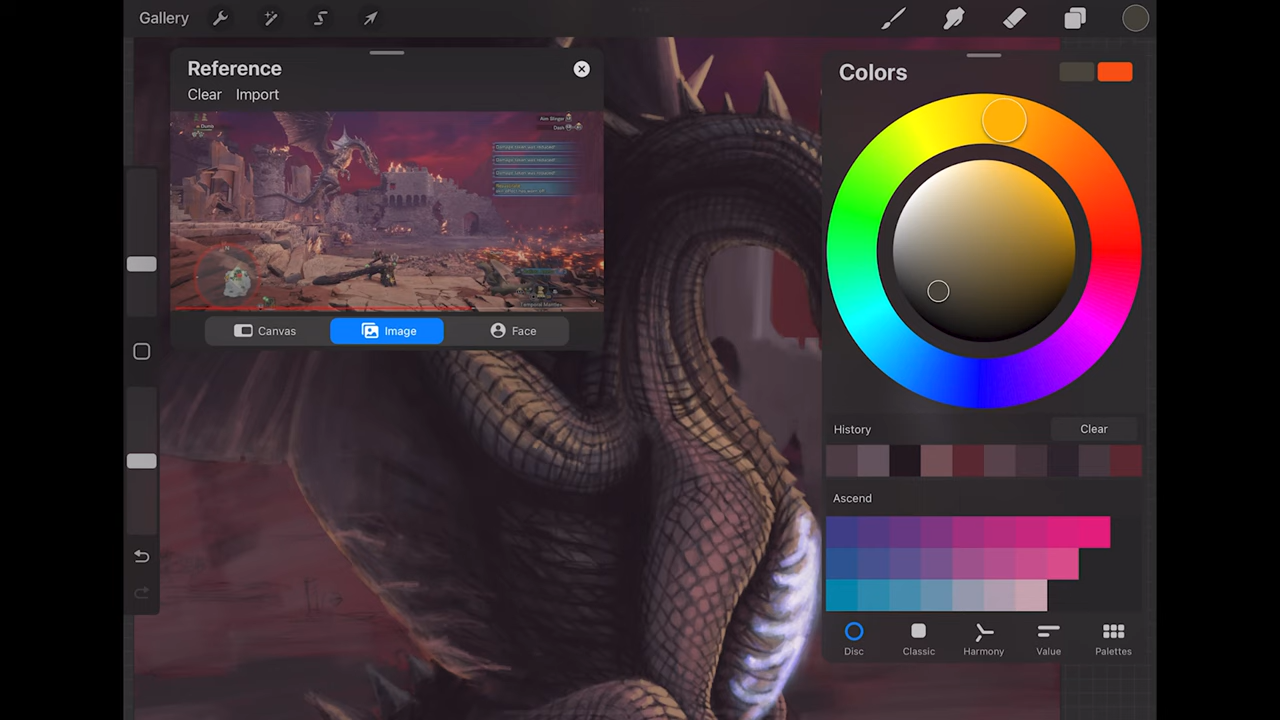 Gallery
Reference
Clear Import
Canvas Image Face
Colors
History Clear
Ascend
Disc Classic Harmony Value Palettes